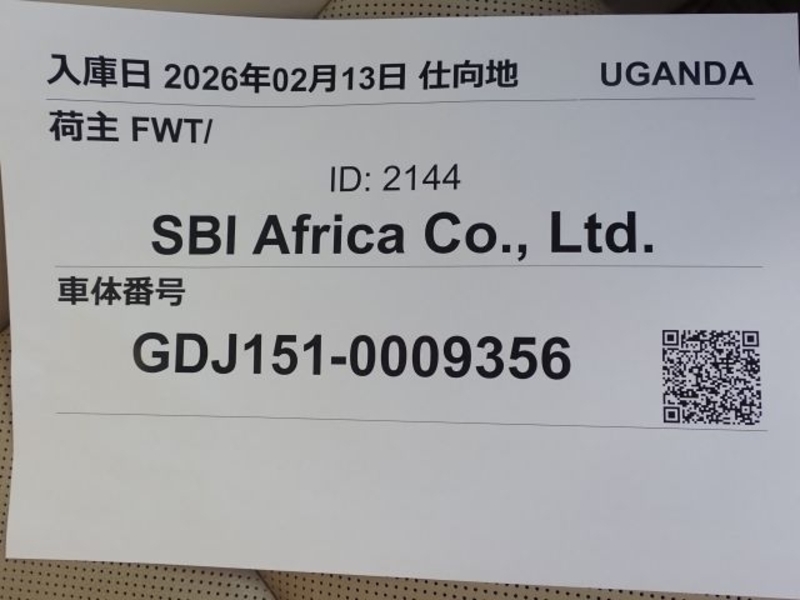 入庫日 2026年02月13日 仕向地 UGANDA
荷主 FWT/
ID: 2144
SBI Africa Co., Ltd.
車体番号
GDJ151-0009356